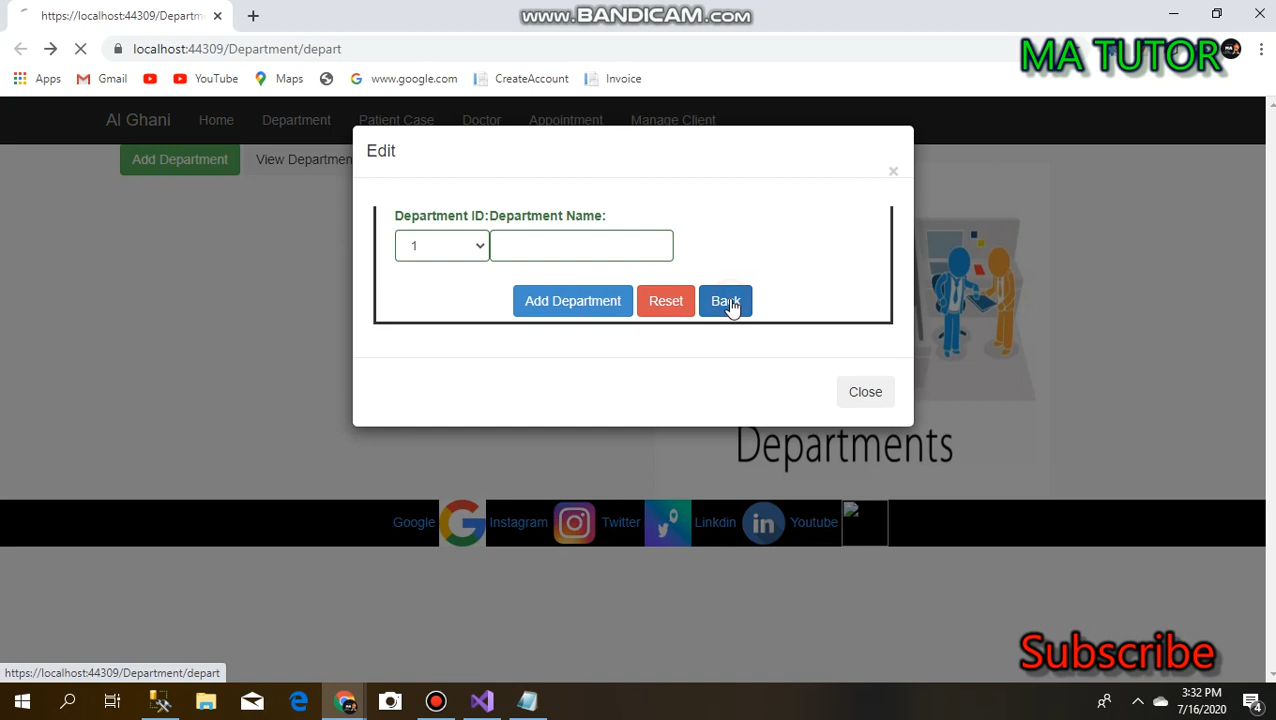 https://localhost:44309/Departm
www.BANDICAM.com
localhost:44309/Department/depart
MA TUTOR
Apps
Gmail
YouTube
Maps
www.google.com
CreateAccount
Invoice
Al Ghani
Home
Department
Patient Case
Doctor
Appointment
Manage Client
Add Department
View Departmen
Edit
×
Department ID:Department Name:
1
Add Department
Reset
Back
Close
Departments
Google
Instagram
Twitter
Linkdin
Youtube
Subscribe
https://localhost:44309/Department/depart
3:32 PM
7/16/2020
4